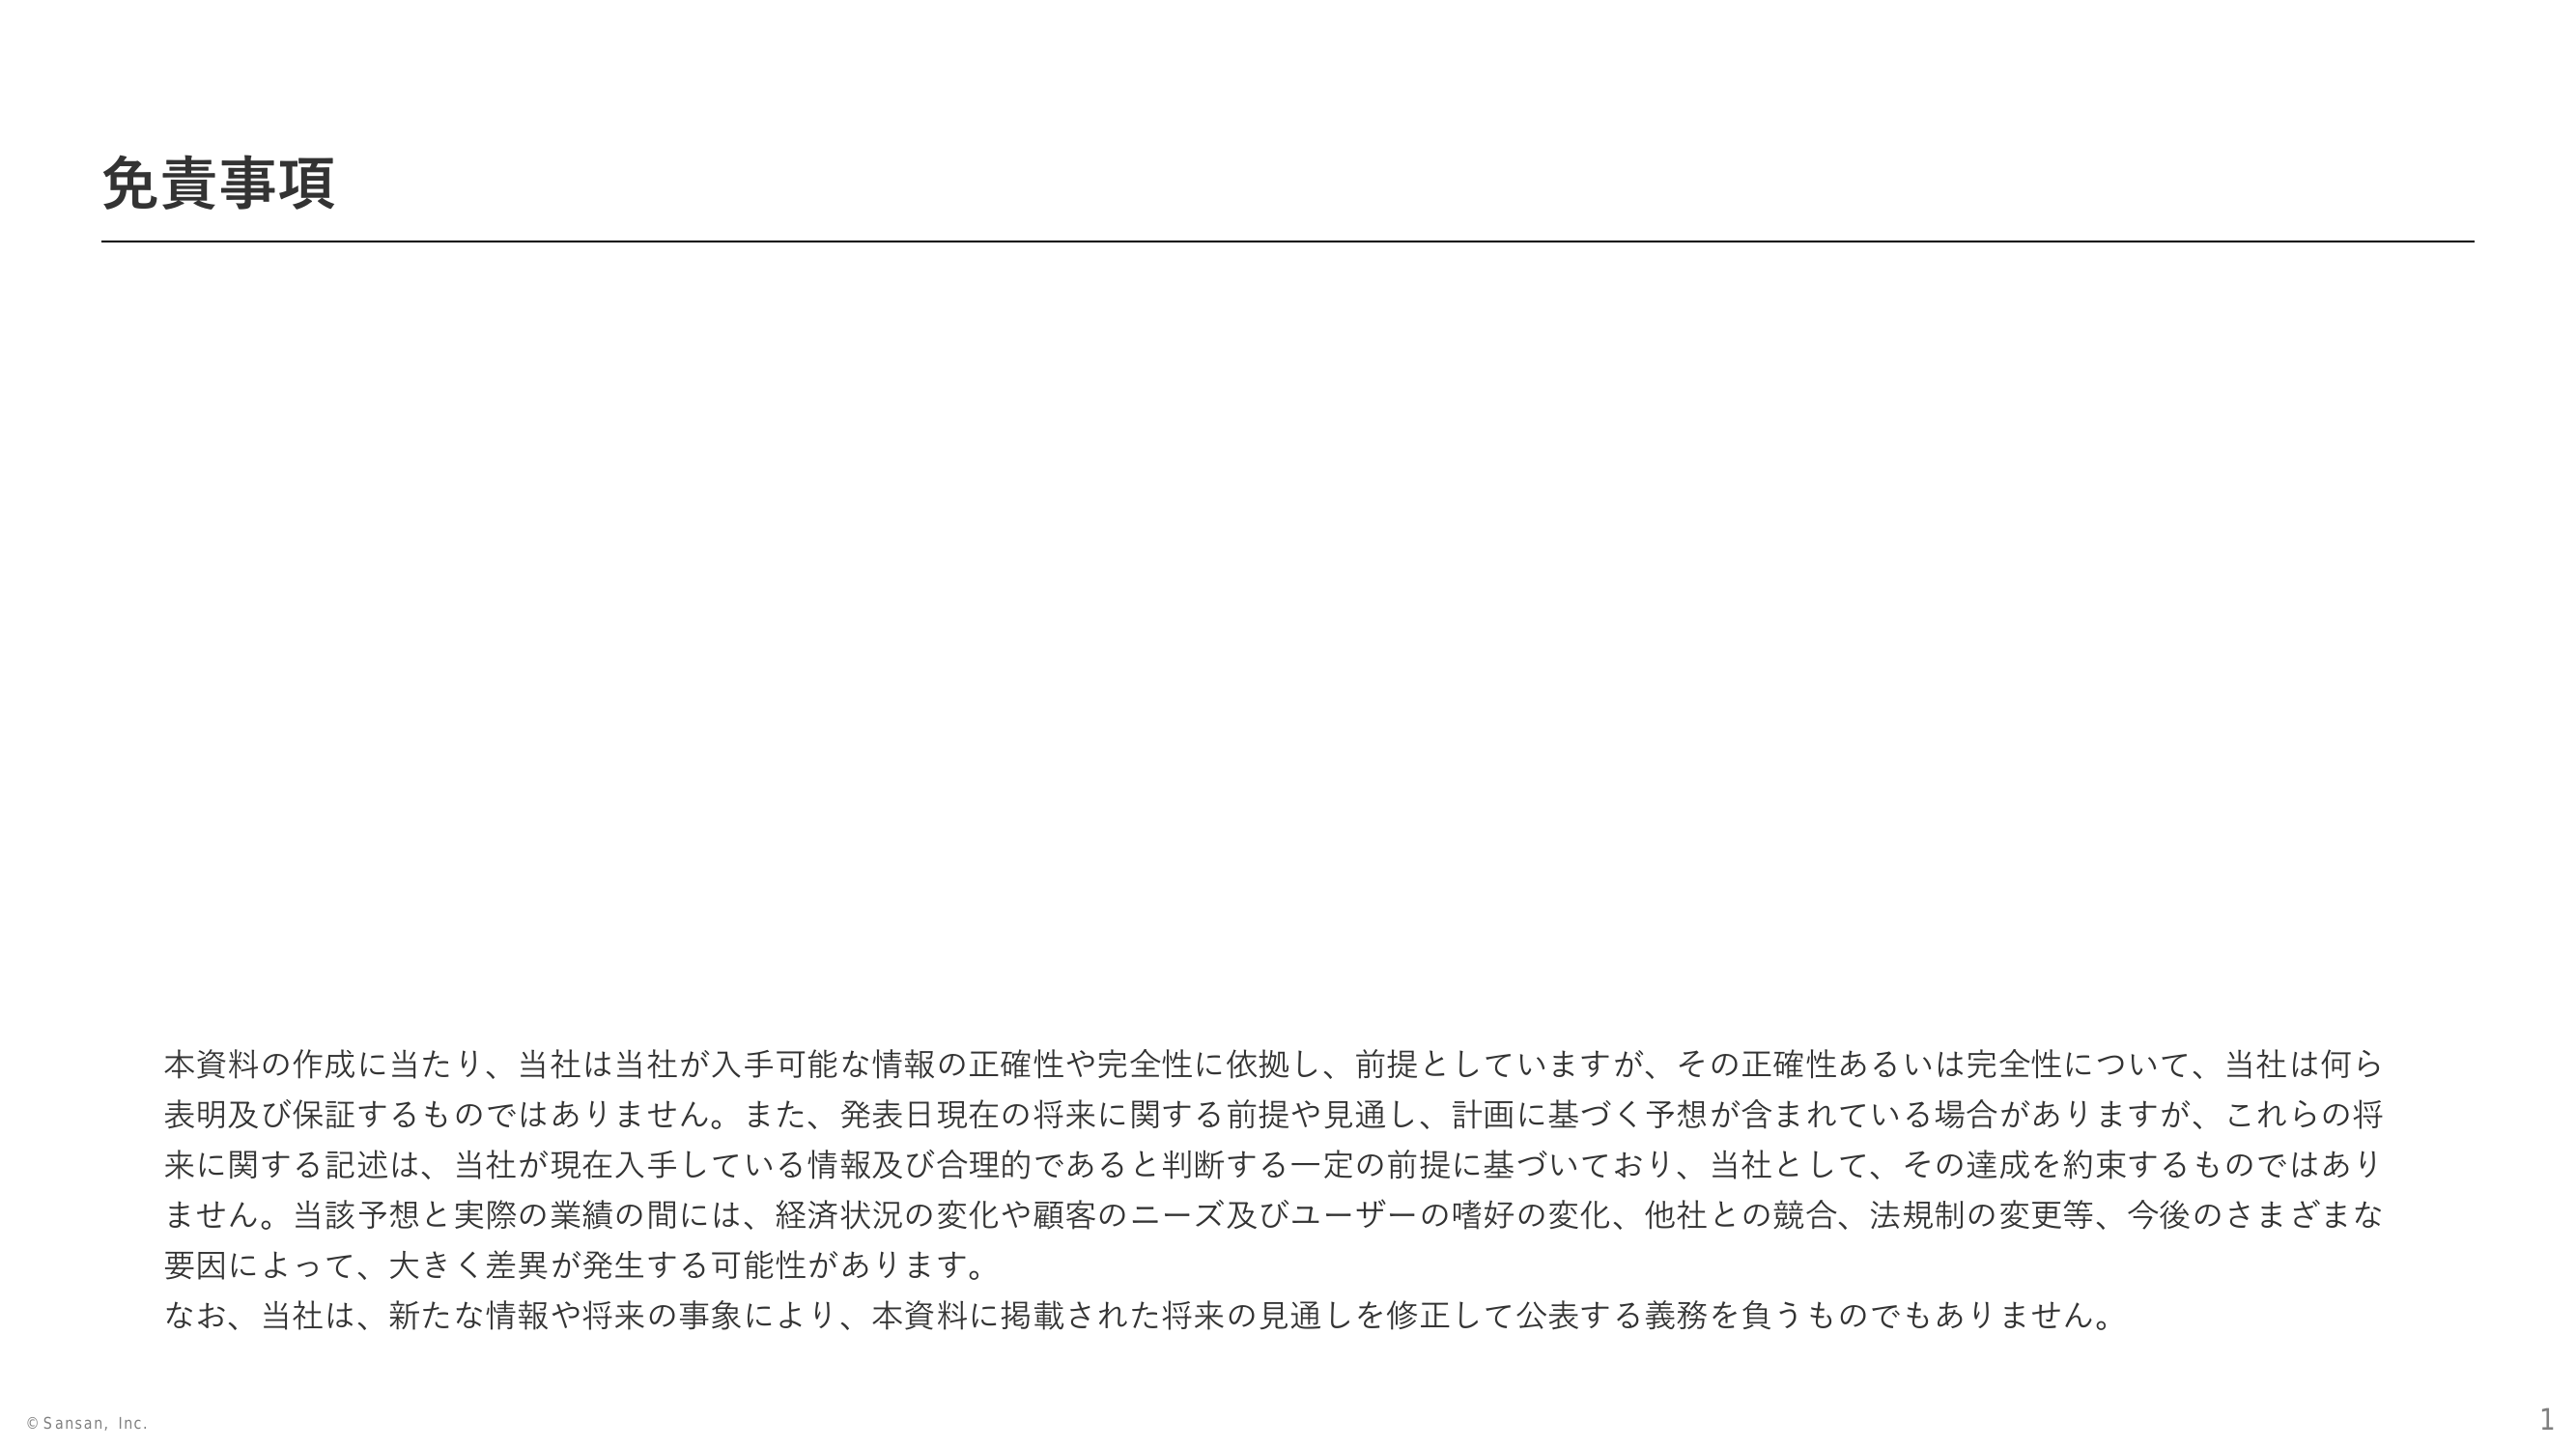 免責事項
本資料の作成に当たり、当社は当社が入手可能な情報の正確性や完全性に依拠し、前提としていますが、その正確性あるいは完全性について、当社は何ら
表明及び保証するものではありません。また、発表日現在の将来に関する前提や見通し、計画に基づく予想が含まれている場合がありますが、これらの将
来に関する記述は、当社が現在入手している情報及び合理的であると判断する一定の前提に基づいており、当社として、その達成を約束するものではあり
ません。当該予想と実際の業績の間には、経済状況の変化や顧客のニーズ及びユーザーの嗜好の変化、他社との競合、法規制の変更等、今後のさまざまな
要因によって、大きく差異が発生する可能性があります。
なお、当社は、新たな情報や将来の事象により、本資料に掲載された将来の見通しを修正して公表する義務を負うものでもありません。
© Sansan, Inc.
1